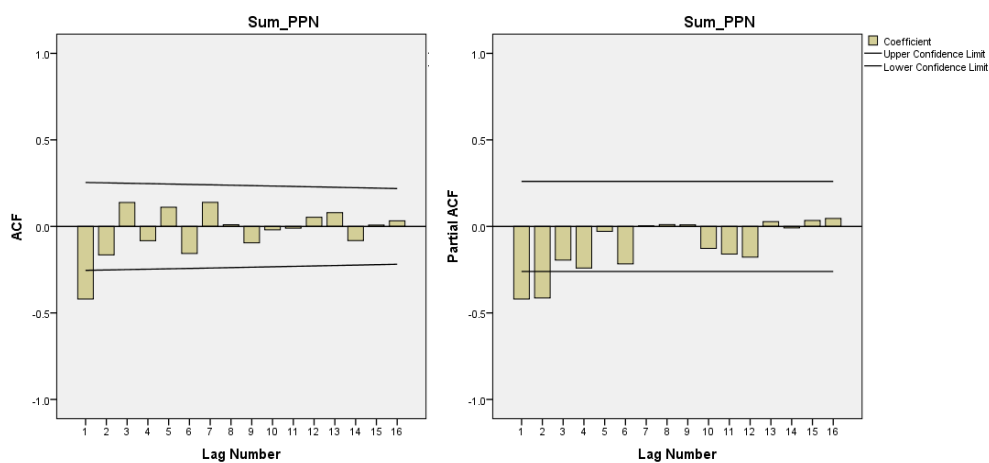 Sum_PPN
ACF
1.0
0.5
0.0
-0.5
-1.0
1 2 3 4 5 6 7 8 9 10 11 12 13 14 15 16
Lag Number
Sum_PPN
Partial ACF
1.0
0.5
0.0
-0.5
-1.0
1 2 3 4 5 6 7 8 9 10 11 12 13 14 15 16
Lag Number
Coefficient
Upper Confidence Limit
Lower Confidence Limit